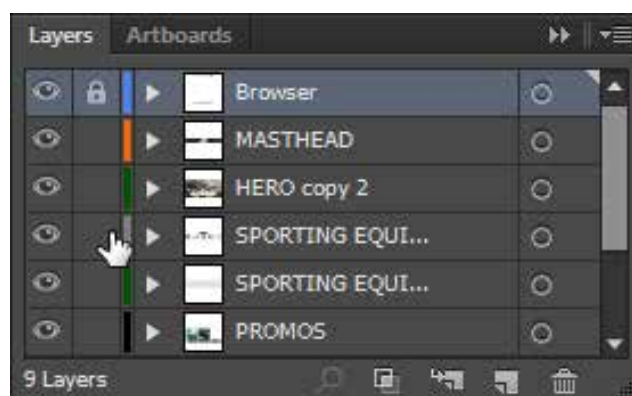 Layers Artboards
Browser
MASTHEAD
HERO copy 2
SPORTING EQUI...
SPORTING EQUI...
PROMOS
9 Layers